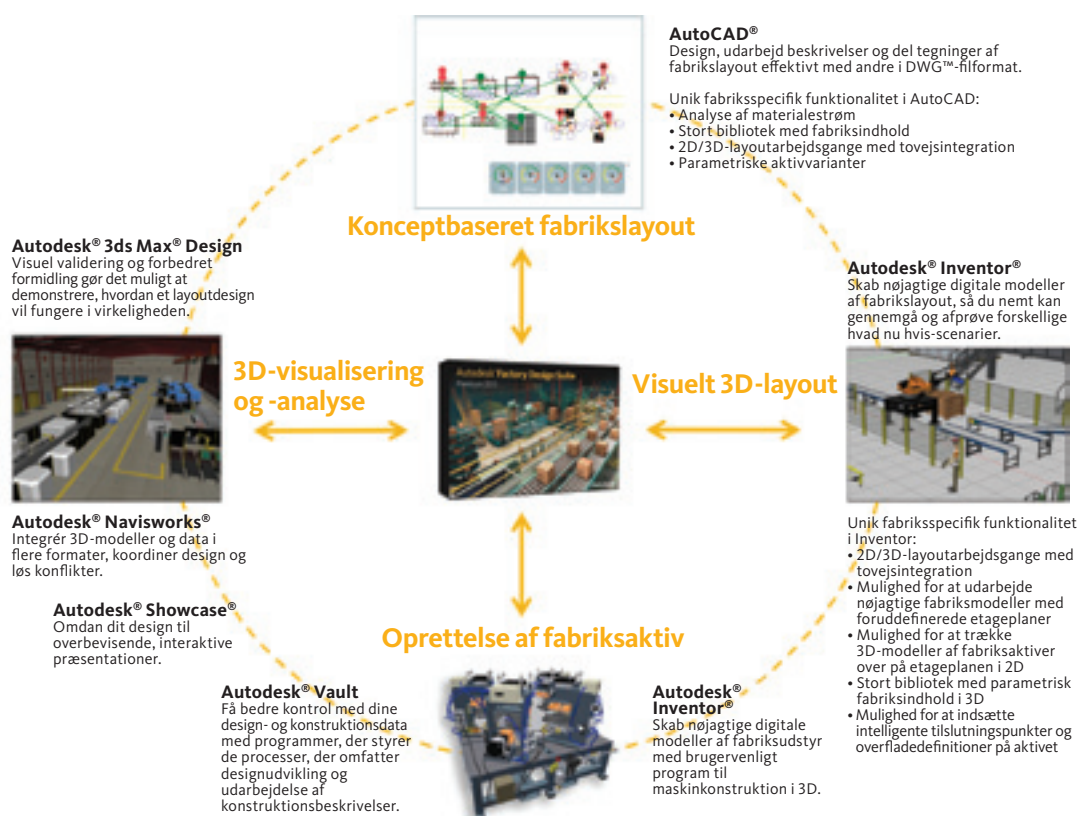 AutoCAD®
Design, udarbejd beskrivelser og del tegninger af
fabrikslayout effektivt med andre i DWG™-filformat.
Unik fabriksspecifik funktionalitet i AutoCAD:
• Analyse af materialestrøm
• Stort bibliotek med fabriksindhold
• 2D/3D-layoutarbejdsgange med tovejsintegration
• Parametriske aktivvarianter
Konceptbaseret fabrikslayout
Autodesk® 3ds Max® Design
Visuel validering og forbedret
formidling gør det muligt at
demonstrere, hvordan et layoutdesign
vil fungere i virkeligheden.
Autodesk® Inventor®
Skab nøjagtige digitale modeller
af fabrikslayout, så du nemt kan
gennemgå og afprøve forskellige
hvad nu hvis-scenarier.
3D-visualisering
og -analyse
Autodesk Factory Design Suite
Visuelt 3D-layout
Autodesk® Navisworks®
Integrér 3D-modeller og data i
flere formater, koordiner design og
løs konflikter.
Autodesk® Showcase®
Omdan dit design til
overbevisende, interaktive
præsentationer.
Unik fabriksspecifik funktionalitet
i Inventor:
• 2D/3D-layoutarbejdsgange med
tovejsintegration
• Mulighed for at udarbejde
nøjagtige fabriksmodeller med
foruddefinerede etageplaner
• Mulighed for at trække
3D-modeller af fabriksaktiver
over på etageplanen i 2D
• Stort bibliotek med parametrisk
fabriksindhold i 3D
• Mulighed for at indsætte
intelligente tilslutningspunkter og
overfladedefinitioner på aktivet
Oprettelse af fabriksaktiv
Autodesk® Vault
Få bedre kontrol med dine
design- og konstruktionsdata
med programmer, der styrer
de processer, der omfatter
designudvikling og
udarbejdelse af
konstruktionsbeskrivelser.
Autodesk®
Inventor®
Skab nøjagtige digitale
modeller af fabriksudstyr
med brugervenligt
program til
maskinkonstruktion i 3D.